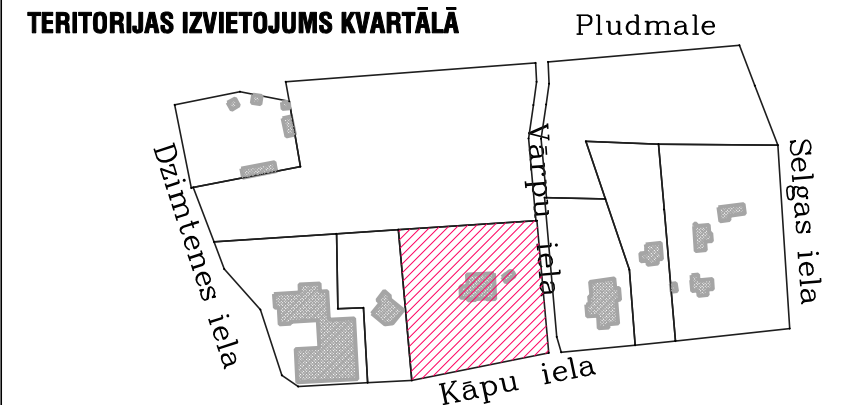 TERITORIJAS IZVIETOJUMS KVARTĀLĀ
Pludmale
Dzimtenes iela
Vārpu iela
Selgas iela
Kāpu iela